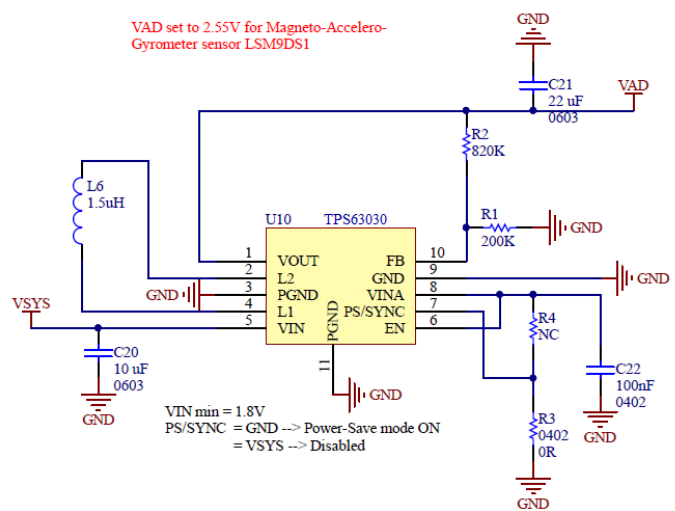 VAD set to 2.55V for Magneto-Accelero-
Gyrometer sensor LSM9DS1
GND
C21
22 uF
0603
VAD
R2
820K
L6
1.5uH
R1
200K
GND
U10 TPS63030
1 VOUT
2 L2
3 PGND
4 L1
5 VIN
PGND
11
FB 10
GND 9
VINA 8
PS/SYNC 7
EN 6
GND
GND
VSYS
C20
10 uF
0603
GND
GND
R4
NC
C22
100nF
0402
GND
R3
0402
0R
GND
VIN min = 1.8V
PS/SYNC = GND --> Power-Save mode ON
= VSYS --> Disabled